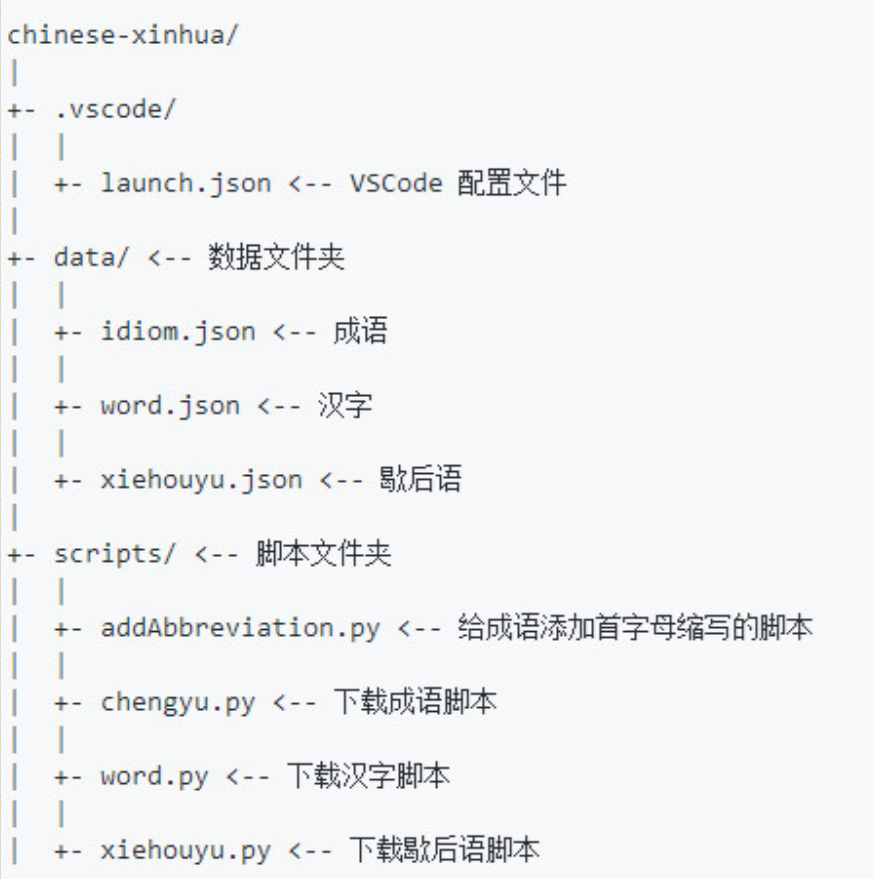 chinese-xinhua/
|
+- .vscode/
|  |
|  +- launch.json <-- VSCode 配置文件
|
+- data/ <-- 数据文件夹
|  |
|  +- idiom.json <-- 成语
|  |
|  +- word.json <-- 汉字
|  |
|  +- xiehouyu.json <-- 歇后语
|
+- scripts/ <-- 脚本文件夹
|  |
|  +- addAbbreviation.py <-- 给成语添加首字母缩写的脚本
|  |
|  +- chengyu.py <-- 下载成语脚本
|  |
|  +- word.py <-- 下载汉字脚本
|  |
|  +- xiehouyu.py <-- 下载歇后语脚本